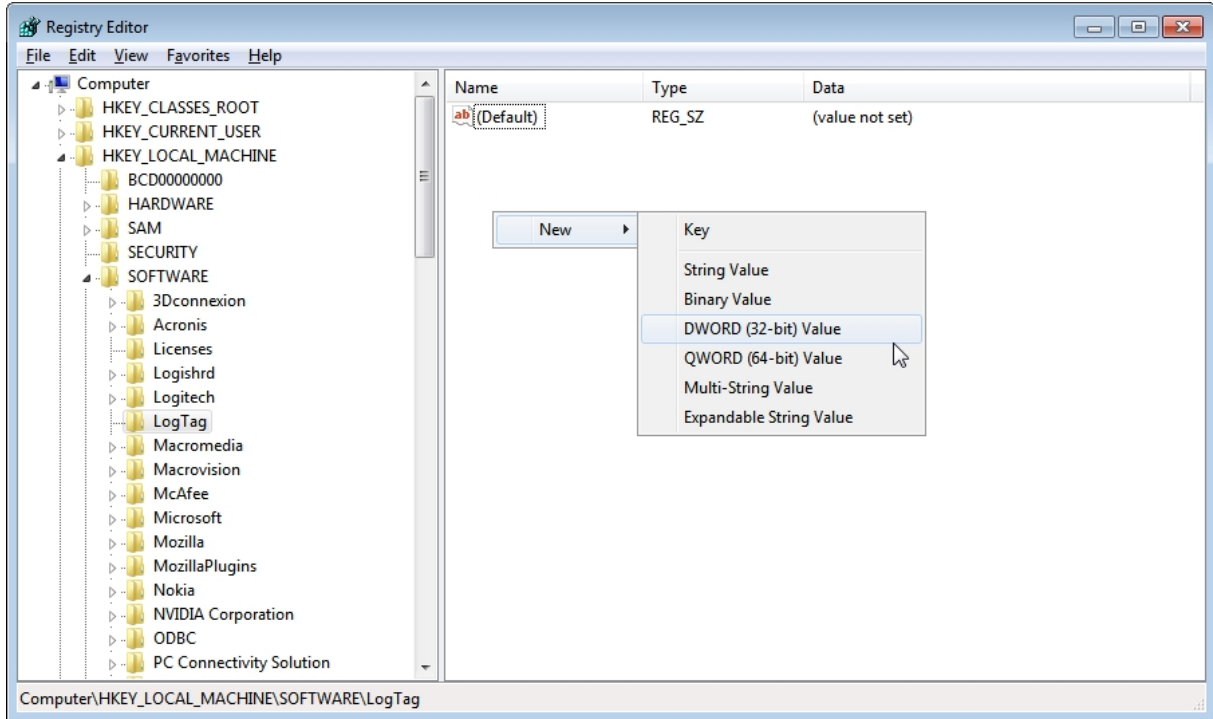 Registry Editor
File Edit View Favorites Help
Computer
HKEY_CLASSES_ROOT
HKEY_CURRENT_USER
HKEY_LOCAL_MACHINE
BCD00000000
HARDWARE
SAM
SECURITY
SOFTWARE
3Dconnexion
Acronis
Licenses
Logishrd
Logitech
LogTag
Macromedia
Macrovision
McAfee
Microsoft
Mozilla
MozillaPlugins
Nokia
NVIDIA Corporation
ODBC
PC Connectivity Solution
Name Type Data
ab (Default) REG_SZ (value not set)
New
Key
String Value
Binary Value
DWORD (32-bit) Value
QWORD (64-bit) Value
Multi-String Value
Expandable String Value
Computer\HKEY_LOCAL_MACHINE\SOFTWARE\LogTag